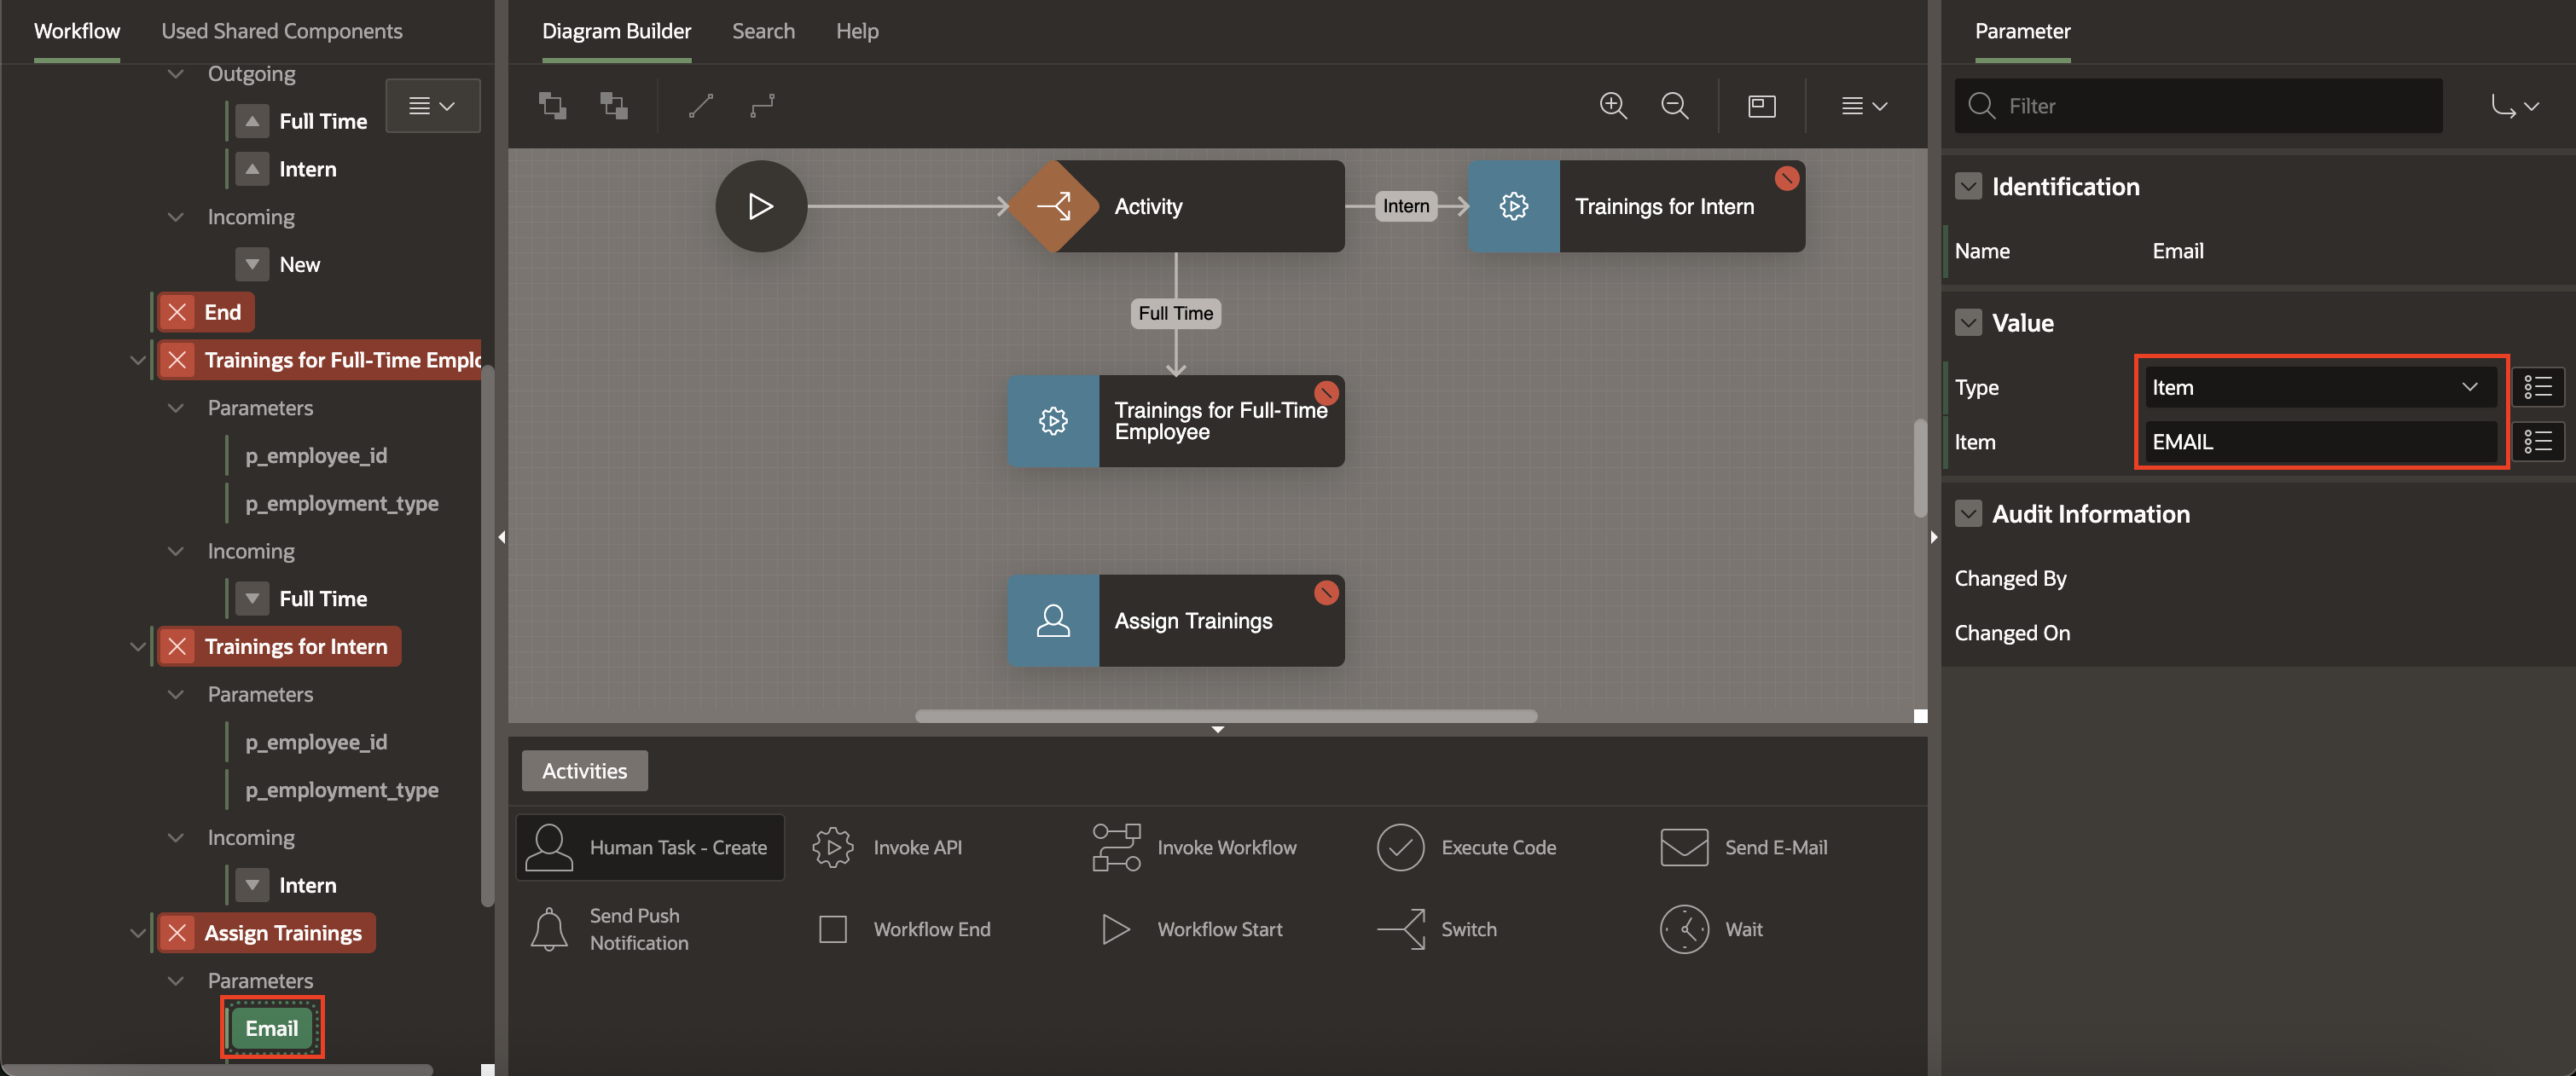 Workflow
Used Shared Components
Outgoing
Full Time
Intern
Incoming
New
End
Trainings for Full-Time Emplo
Parameters
p_employee_id
p_employment_type
Incoming
Full Time
Trainings for Intern
Parameters
p_employee_id
p_employment_type
Incoming
Intern
Assign Trainings
Parameters
Email
Diagram Builder
Search
Help
Activity
Intern
Trainings for Intern
Full Time
Trainings for Full-Time
Employee
Assign Trainings
Activities
Human Task - Create
Invoke API
Invoke Workflow
Execute Code
Send E-Mail
Send Push
Notification
Workflow End
Workflow Start
Switch
Wait
Parameter
Filter
Identification
Name
Email
Value
Type
Item
Item
EMAIL
Audit Information
Changed By
Changed On